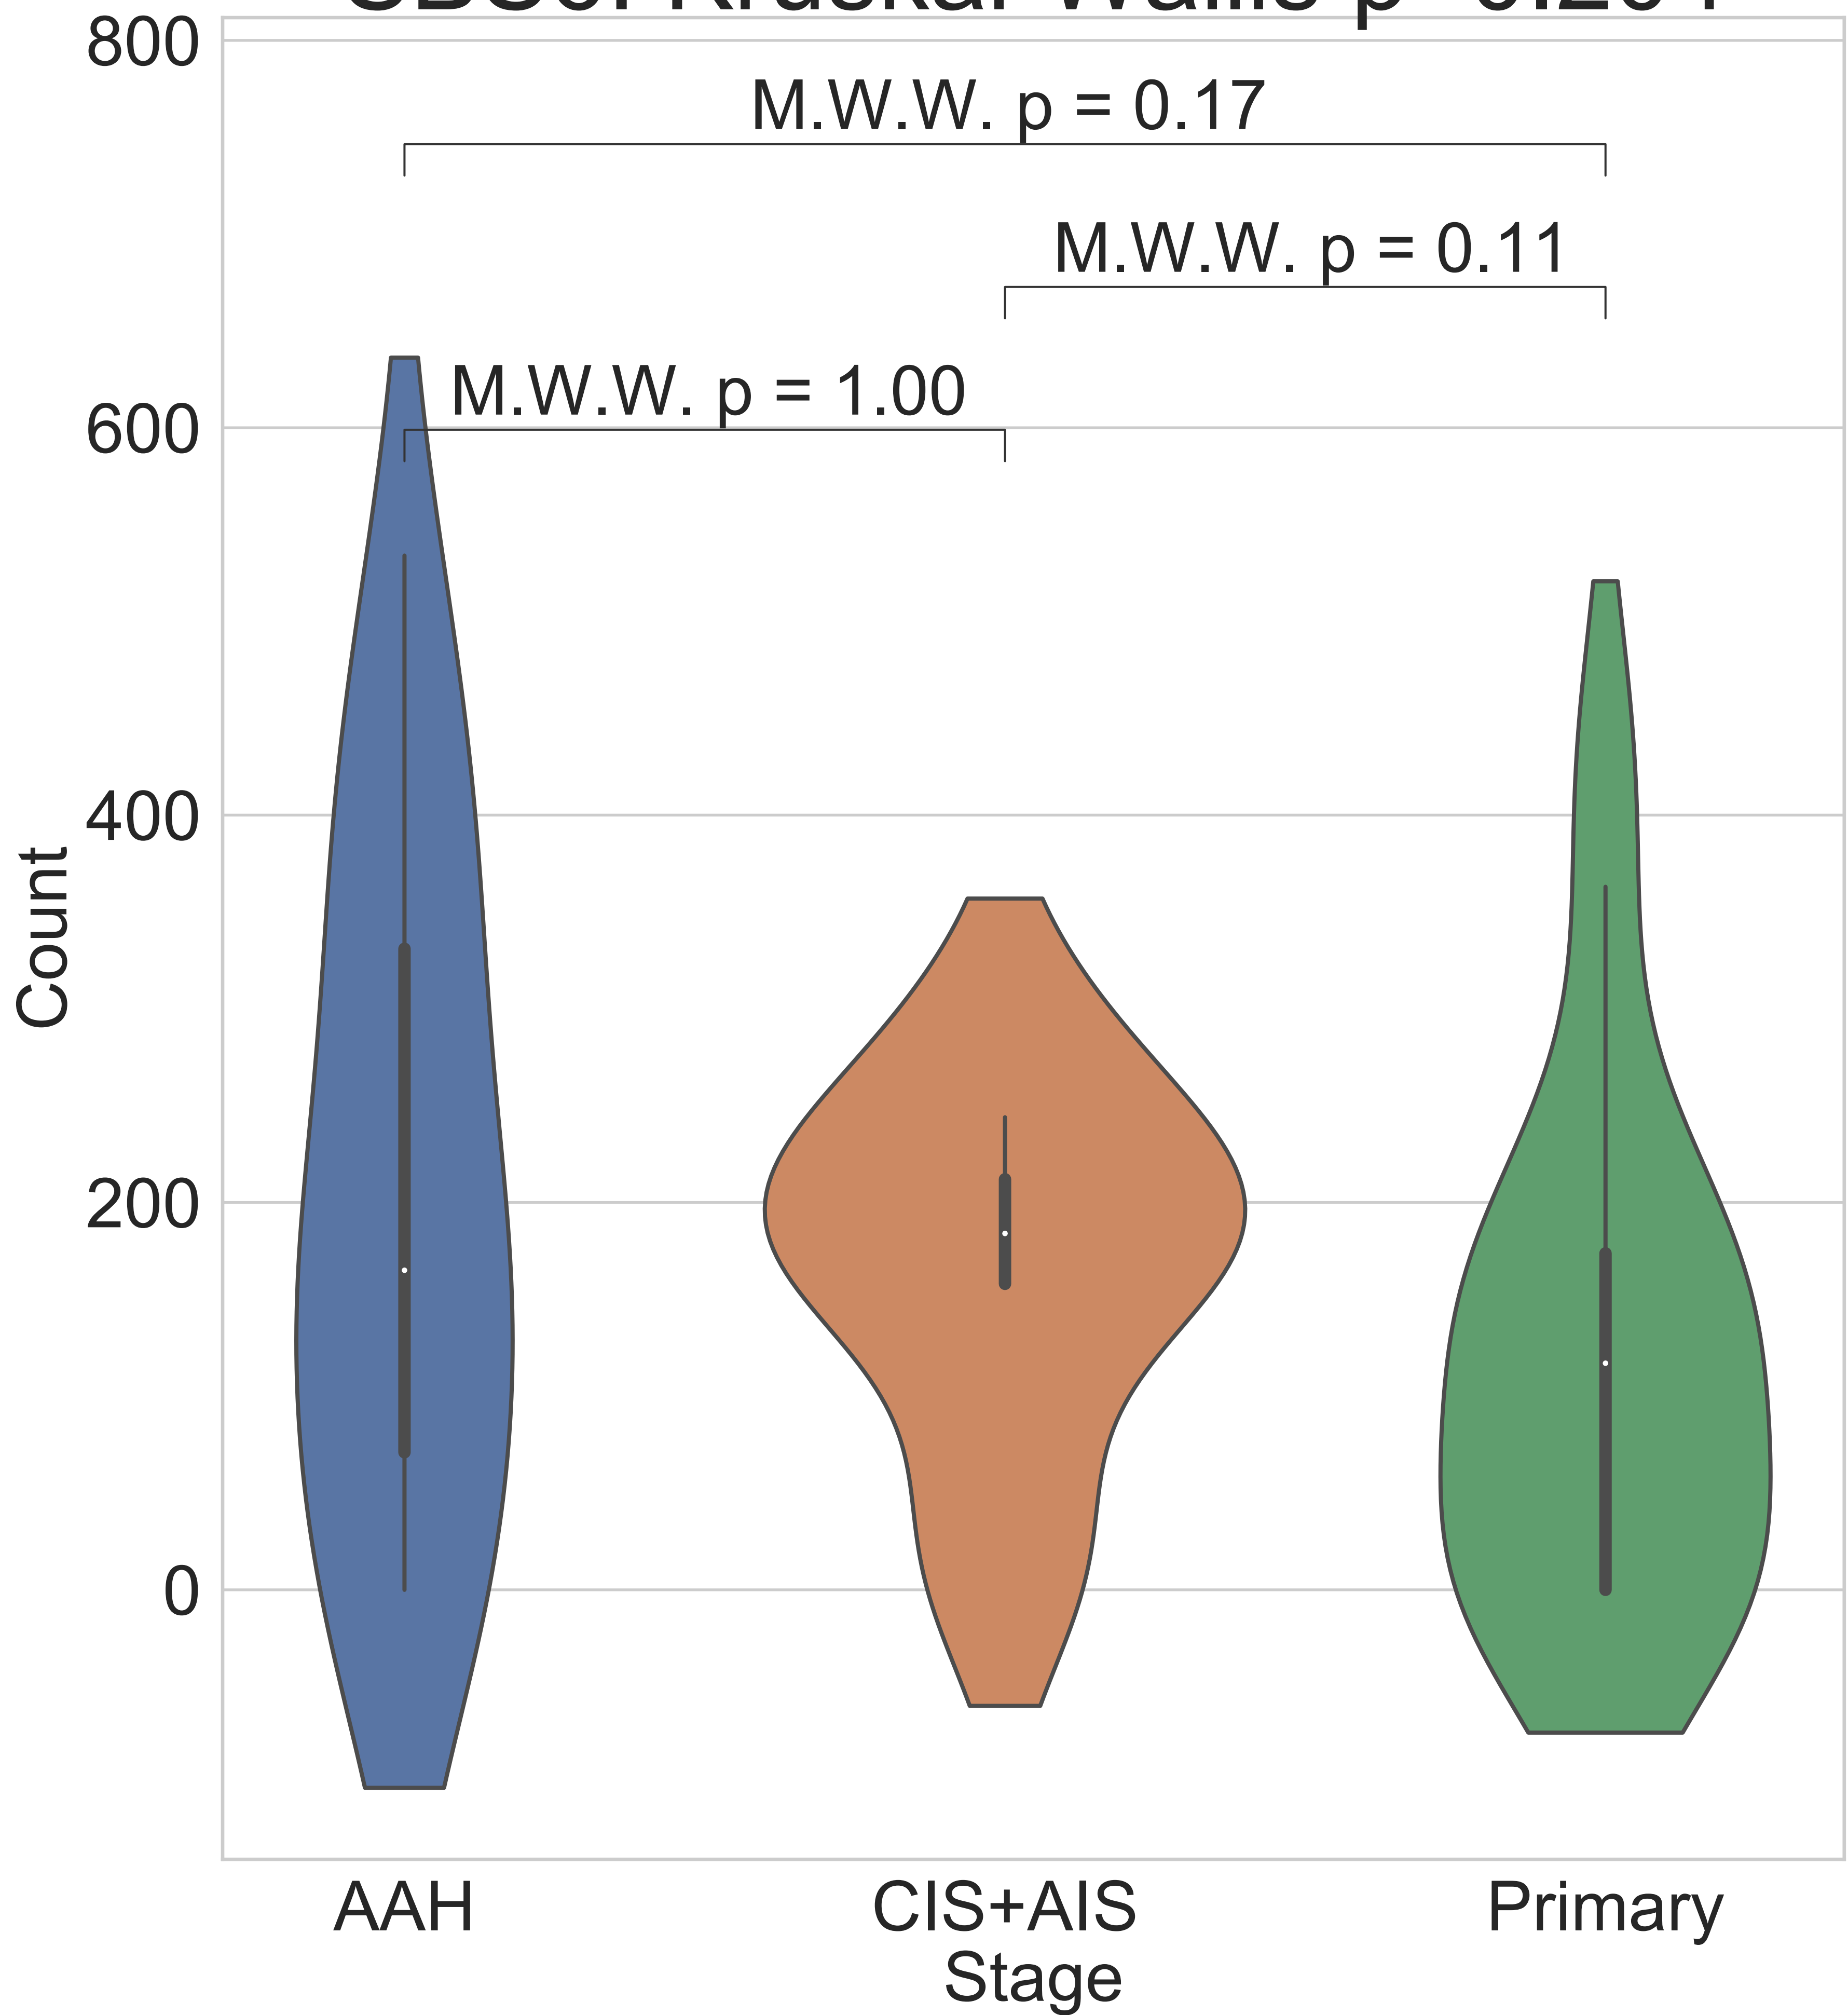 800
M.W.W. p = 0.17
M.W.W. p = 0.11
M.W.W. p = 1.00
600
400
200
0
Count
AAH CIS+AIS Primary
Stage